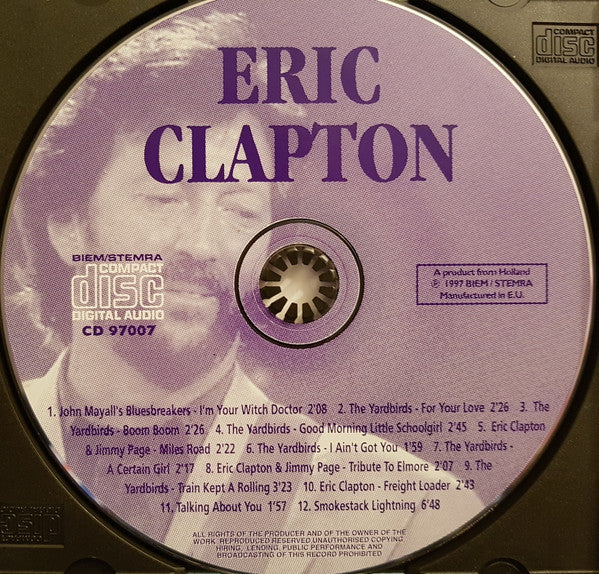 COMPACT
disc
DIGITAL AUDIO
ERIC
CLAPTON
BIEM/STEMRA
COMPACT
disc
DIGITAL AUDIO
CD 97007
A product from Holland
℗ 1997 BIEM / STEMRA
Manufactured in E.U.
1. John Mayall's Bluesbreakers - I'm Your Witch Doctor 2'08 2. The Yardbirds - For Your Love 2'26 3. The
Yardbirds - Boom Boom 2'26 4. The Yardbirds - Good Morning Little Schoolgirl 2'45 5. Eric Clapton
& Jimmy Page - Miles Road 2'22 6. The Yardbirds - I Ain't Got You 1'59 7. The Yardbirds -
A Certain Girl 2'17 8. Eric Clapton & Jimmy Page - Tribute To Elmore 2'07 9. The
Yardbirds - Train Kept A Rolling 3'23 10. Eric Clapton - Freight Loader 2'43
11. Talking About You 1'57 12. Smokestack Lightning 6'48
ALL RIGHTS OF THE PRODUCER AND OF THE OWNER OF THE
WORK REPRODUCED RESERVED.UNAUTHORISED COPYING
HIRING, LENDING, PUBLIC PERFORMANCE AND
BROADCASTING OF THIS RECORD PROHIBITED